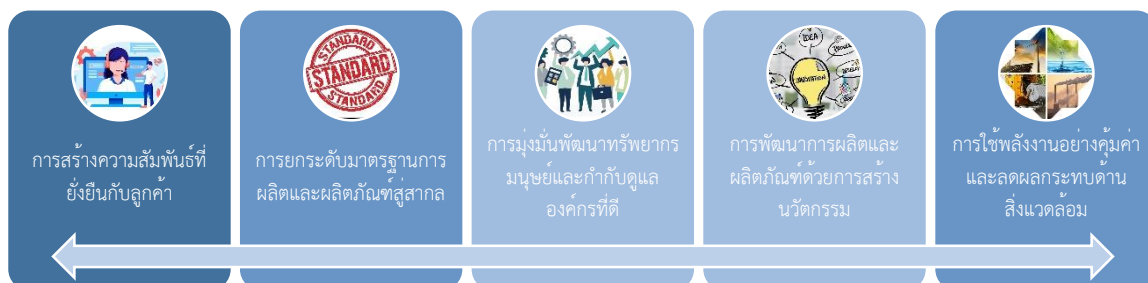 การสร้างความสัมพันธ์ที่
ยั่งยืนกับลูกค้า
STANDARD
STANDARD
STANDARD
การยกระดับมาตรฐานการ
ผลิตและผลิตภัณฑ์สู่สากล
การมุ่งมั่นพัฒนาทรัพยากร
มนุษย์และกำกับดูแล
องค์กรที่ดี
IDEA
INNOVATION
การพัฒนาการผลิตและ
ผลิตภัณฑ์ด้วยการสร้าง
นวัตกรรม
การใช้พลังงานอย่างคุ้มค่า
และลดผลกระทบด้าน
สิ่งแวดล้อม